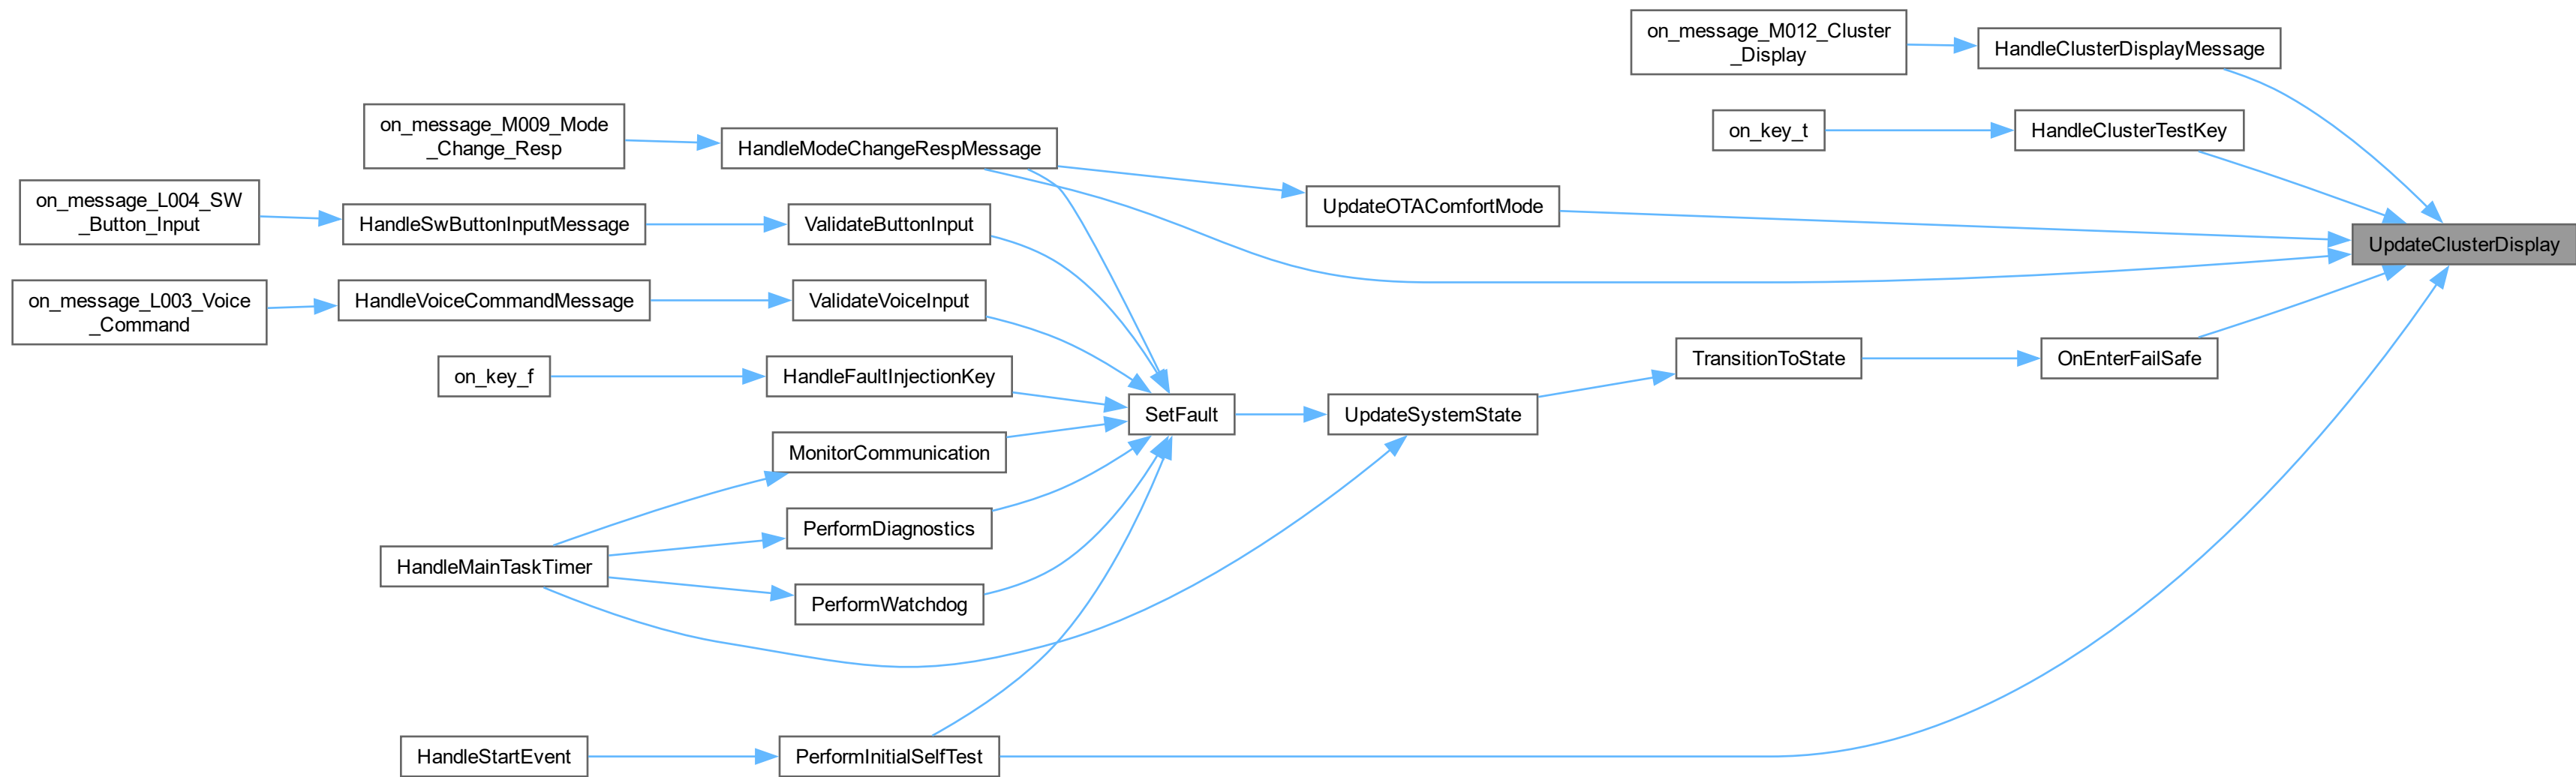 on_message_M012_Cluster
_Display
HandleClusterDisplayMessage
on_message_M009_Mode
_Change_Resp
HandleModeChangeRespMessage
on_key_t
HandleClusterTestKey
on_message_L004_SW
_Button_Input
HandleSwButtonInputMessage
ValidateButtonInput
UpdateOTAComfortMode
UpdateClusterDisplay
on_message_L003_Voice
_Command
HandleVoiceCommandMessage
ValidateVoiceInput
on_key_f
HandleFaultInjectionKey
TransitionToState
OnEnterFailSafe
SetFault
UpdateSystemState
MonitorCommunication
PerformDiagnostics
HandleMainTaskTimer
PerformWatchdog
HandleStartEvent
PerformInitialSelfTest